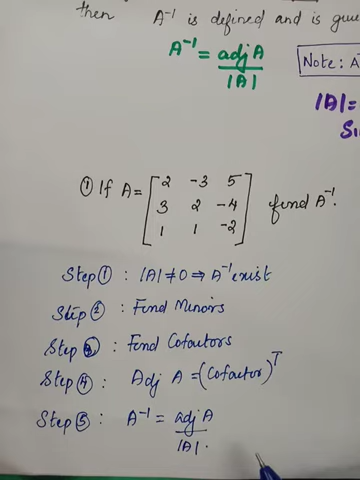 then A⁻¹ is defined and is give
A⁻¹ = adj A / |A|
Note: A
|A| =
Si
① If A = [2 -3 5
3 2 -4
1 1 -2] find A⁻¹.
Step ① : |A| ≠ 0 ⇒ A⁻¹ exist
Step ② : Find Minors
Step ③ : Find Cofactors
Step ④ : Adj A = (Cofactor)ᵀ
Step ⑤ : A⁻¹ = adj A / |A| .